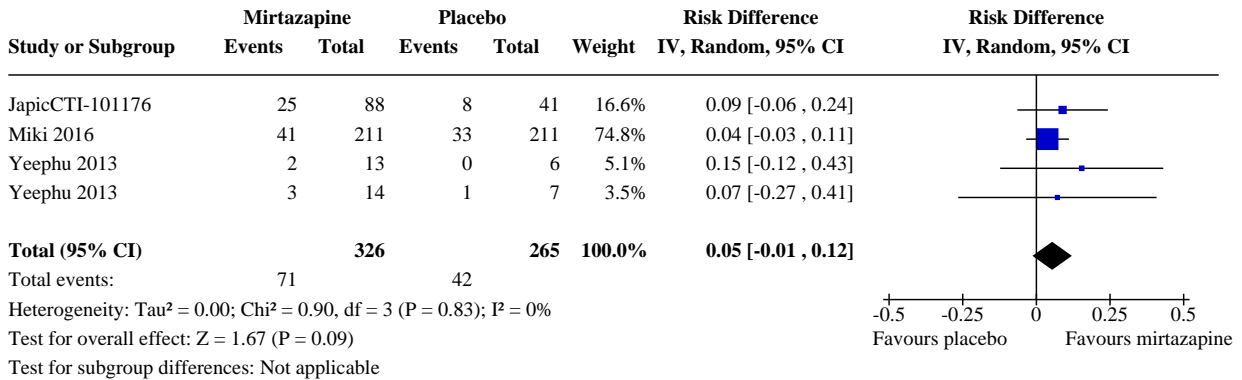 Mirtazapine Placebo Risk Difference Risk Difference
Study or Subgroup Events Total Events Total Weight IV, Random, 95% CI IV, Random, 95% CI
JapicCTI-101176 25 88 8 41 16.6% 0.09 [-0.06 , 0.24]
Miki 2016 41 211 33 211 74.8% 0.04 [-0.03 , 0.11]
Yeephu 2013 2 13 0 6 5.1% 0.15 [-0.12 , 0.43]
Yeephu 2013 3 14 1 7 3.5% 0.07 [-0.27 , 0.41]
Total (95% CI) 326 265 100.0% 0.05 [-0.01 , 0.12]
Total events: 71 42
Heterogeneity: Tau² = 0.00; Chi² = 0.90, df = 3 (P = 0.83); I² = 0%
Test for overall effect: Z = 1.67 (P = 0.09)
Test for subgroup differences: Not applicable
-0.5 -0.25 0 0.25 0.5
Favours placebo Favours mirtazapine